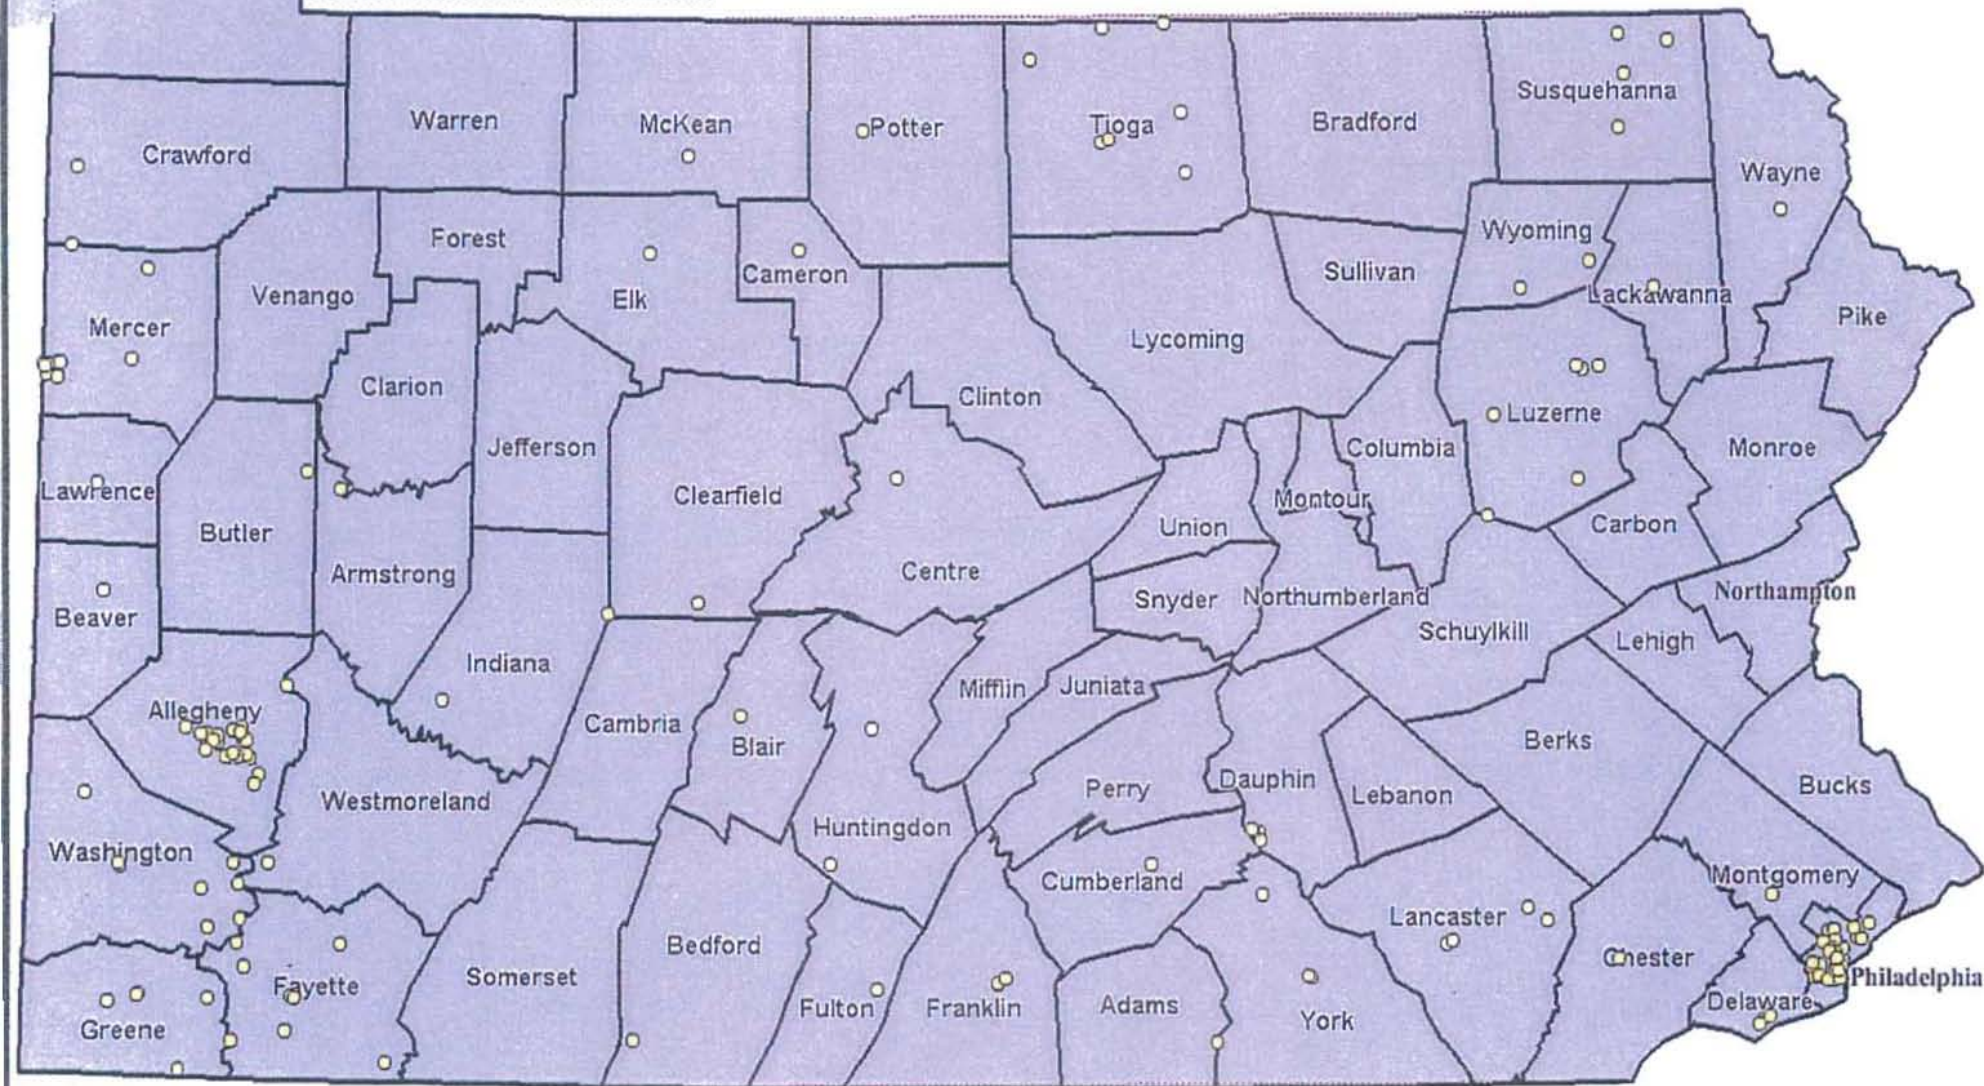 Warren
McKean
Potter
Tioga
Bradford
Susquehanna
Crawford
Wayne
Forest
Wyoming
Venango
Elk
Cameron
Sullivan
Lackawanna
Mercer
Lycoming
Pike
Clarion
Clinton
Luzerne
Jefferson
Columbia
Monroe
Lawrence
Clearfield
Montour
Butler
Union
Carbon
Armstrong
Centre
Northampton
Beaver
Snyder
Northumberland
Schuylkill
Lehigh
Indiana
Mifflin
Juniata
Allegheny
Cambria
Blair
Berks
Westmoreland
Perry
Dauphin
Lebanon
Bucks
Huntingdon
Washington
Cumberland
Montgomery
Lancaster
Bedford
Chester
Somerset
Philadelphia
Fayette
Fulton
Franklin
Adams
Delaware
Greene
York